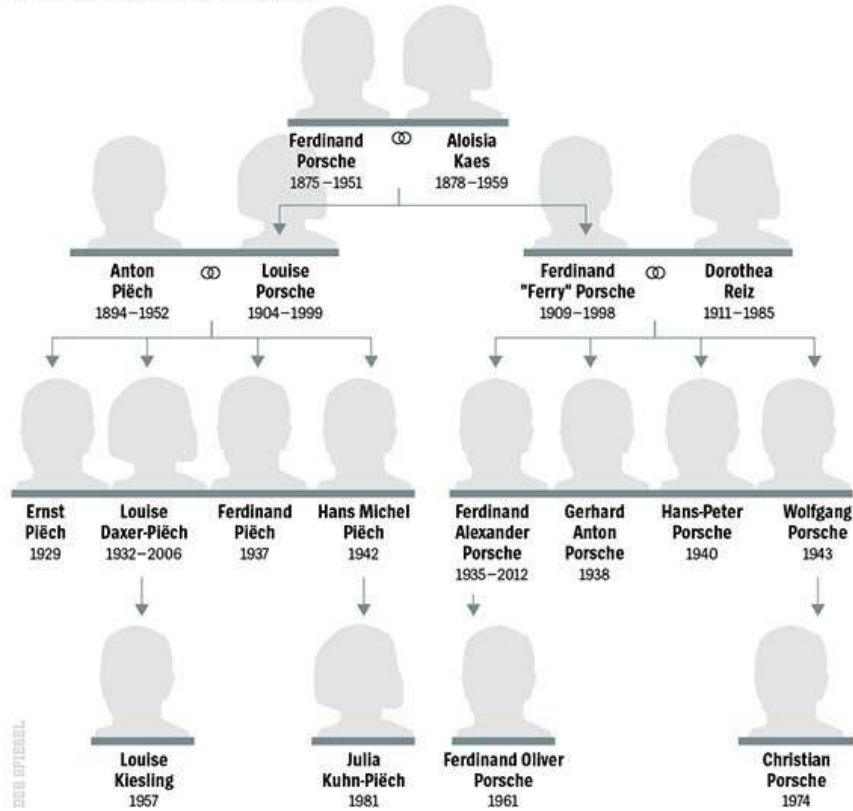 Ferdinand Porsche
1875–1951
Aloisia Kaes
1878–1959
Anton Piëch
1894–1952
Louise Porsche
1904–1999
Ferdinand "Ferry" Porsche
1909–1998
Dorothea Reiz
1911–1985
Ernst Piëch
1929
Louise Daxer-Piëch
1932–2006
Ferdinand Piëch
1937
Hans Michel Piëch
1942
Ferdinand Alexander Porsche
1935–2012
Gerhard Anton Porsche
1938
Hans-Peter Porsche
1940
Wolfgang Porsche
1943
Louise Kiesling
1957
Julia Kuhn-Piëch
1981
Ferdinand Oliver Porsche
1961
Christian Porsche
1974
DER SPIEGEL